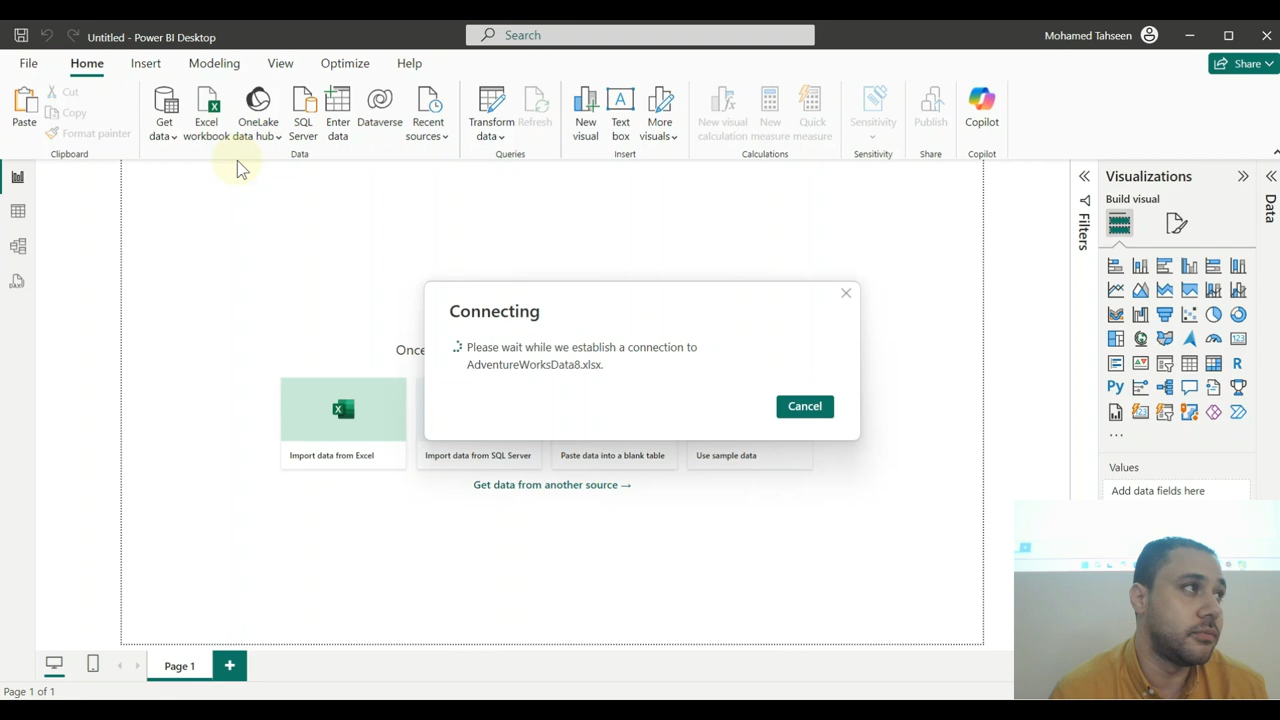 Untitled - Power BI Desktop
Search
Mohamed Tahseen
File
Home
Insert
Modeling
View
Optimize
Help
Share
Paste
Cut
Copy
Format painter
Clipboard
Get
data
Excel
workbook
OneLake
data hub
SQL
Server
Enter
data
Dataverse
Recent
sources
Data
Transform
data
Refresh
Queries
New
visual
Text
box
More
visuals
Insert
New visual
calculation
New
measure
Quick
measure
Calculations
Sensitivity
Sensitivity
Publish
Share
Copilot
Copilot
Visualizations
Build visual
Filters
Data
Connecting
Please wait while we establish a connection to
AdventureWorksData8.xlsx.
Cancel
Once
Import data from Excel
Import data from SQL Server
Paste data into a blank table
Use sample data
Get data from another source →
R
Py
Values
Add data fields here
Page 1
Page 1 of 1